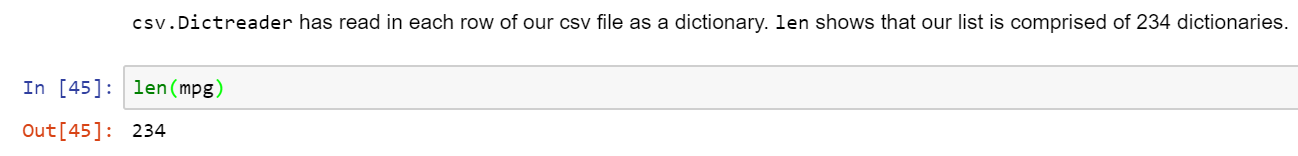 csv.Dictreader has read in each row of our csv file as a dictionary. len shows that our list is comprised of 234 dictionaries.
In [45]: len(mpg)
Out[45]: 234